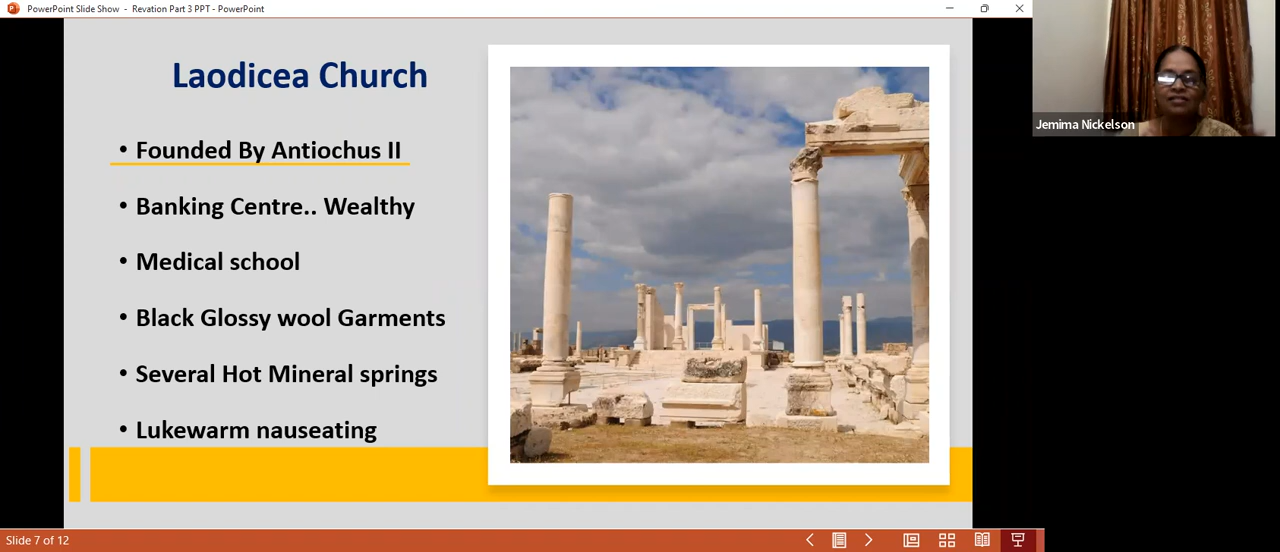 PowerPoint Slide Show - Revation Part 3 PPT - PowerPoint
Laodicea Church
• Founded By Antiochus II
• Banking Centre.. Wealthy
• Medical school
• Black Glossy wool Garments
• Several Hot Mineral springs
• Lukewarm nauseating
Jemima Nickelson
Slide 7 of 12